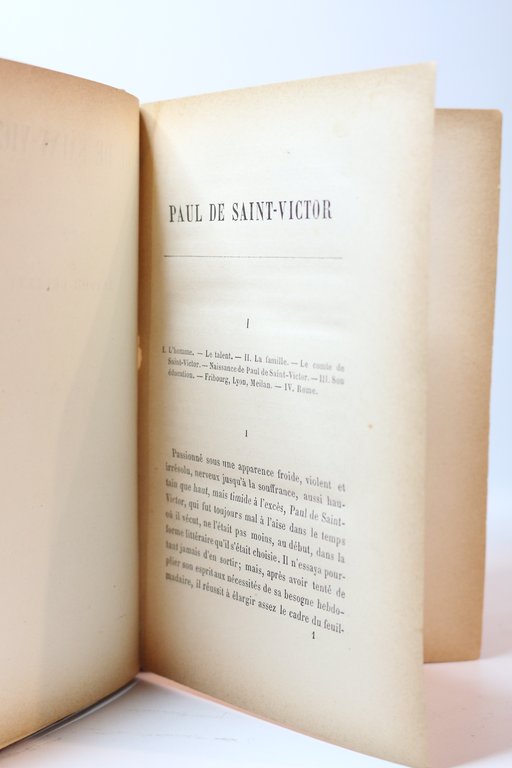 PAUL DE SAINT-VICTOR
I
I. L'homme. — Le talent. — II. La famille. — Le comte de
Saint-Victor. — Naissance de Paul de Saint-Victor. — III. Son
éducation. — Fribourg, Lyon, Meilan. — IV. Rome.
I
Passionné sous une apparence froide, violent et
irrésolu, nerveux jusqu'à la souffrance, aussi hau-
tain que haut, mais timide à l'excès, Paul de Saint-
Victor, qui fut toujours mal à l'aise dans le temps
où il vécut, ne l'était pas moins, au début, dans la
forme littéraire qu'il s'était choisie. Il n'essaya pour-
tant jamais d'en sortir; mais, après avoir tenté de
plier son esprit aux nécessités de sa besogne hebdo-
madaire, il réussit à élargir assez le cadre du feuil-
1